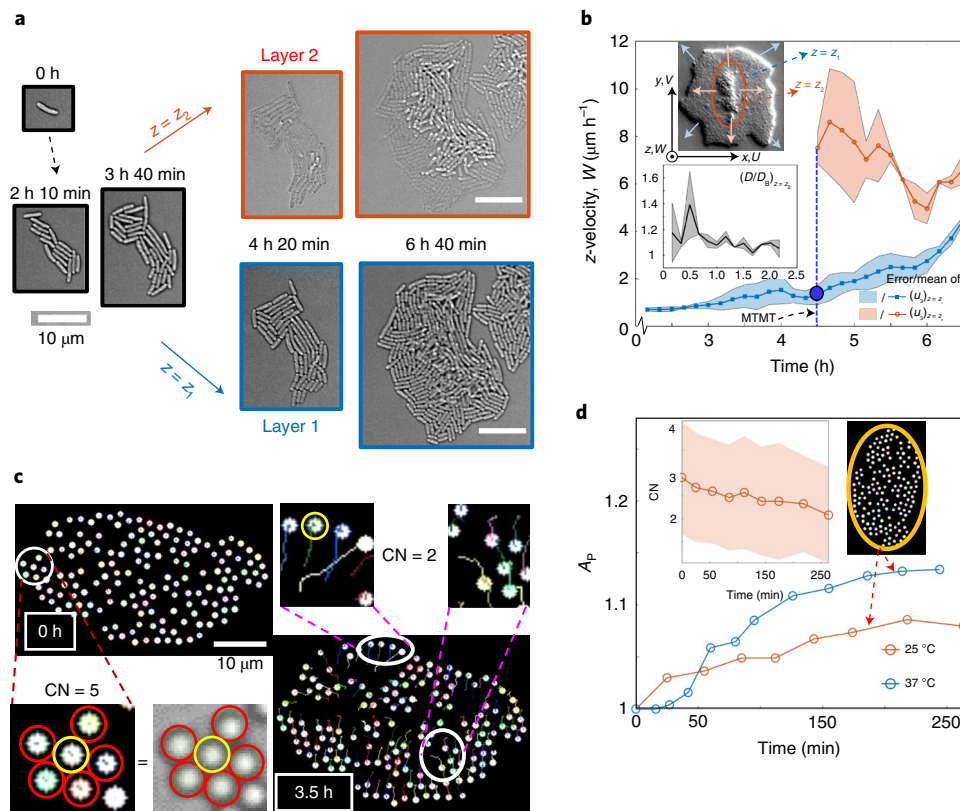 a
0 h
2 h 10 min
3 h 40 min
10 μm
z = z2
z = z1
Layer 2
4 h 20 min
6 h 40 min
Layer 1
b
z-velocity, W (μm h−1)
12
10
8
6
4
2
0
3
4
5
6
Time (h)
y,V
z,W
x,U
z = z1
z = z2
(D/DB)z = z2
1.6
1.4
1.2
1
0
0.5
1.0
1.5
2.0
2.5
MTMT
Error/mean of
/ (us)z = z
/ (us)z = z
c
0 h
10 μm
CN = 5
=
CN = 2
3.5 h
d
AP
1.2
1.1
1
0
50
150
250
Time (min)
CN
4
3
2
0
50
150
250
Time (min)
25 °C
37 °C